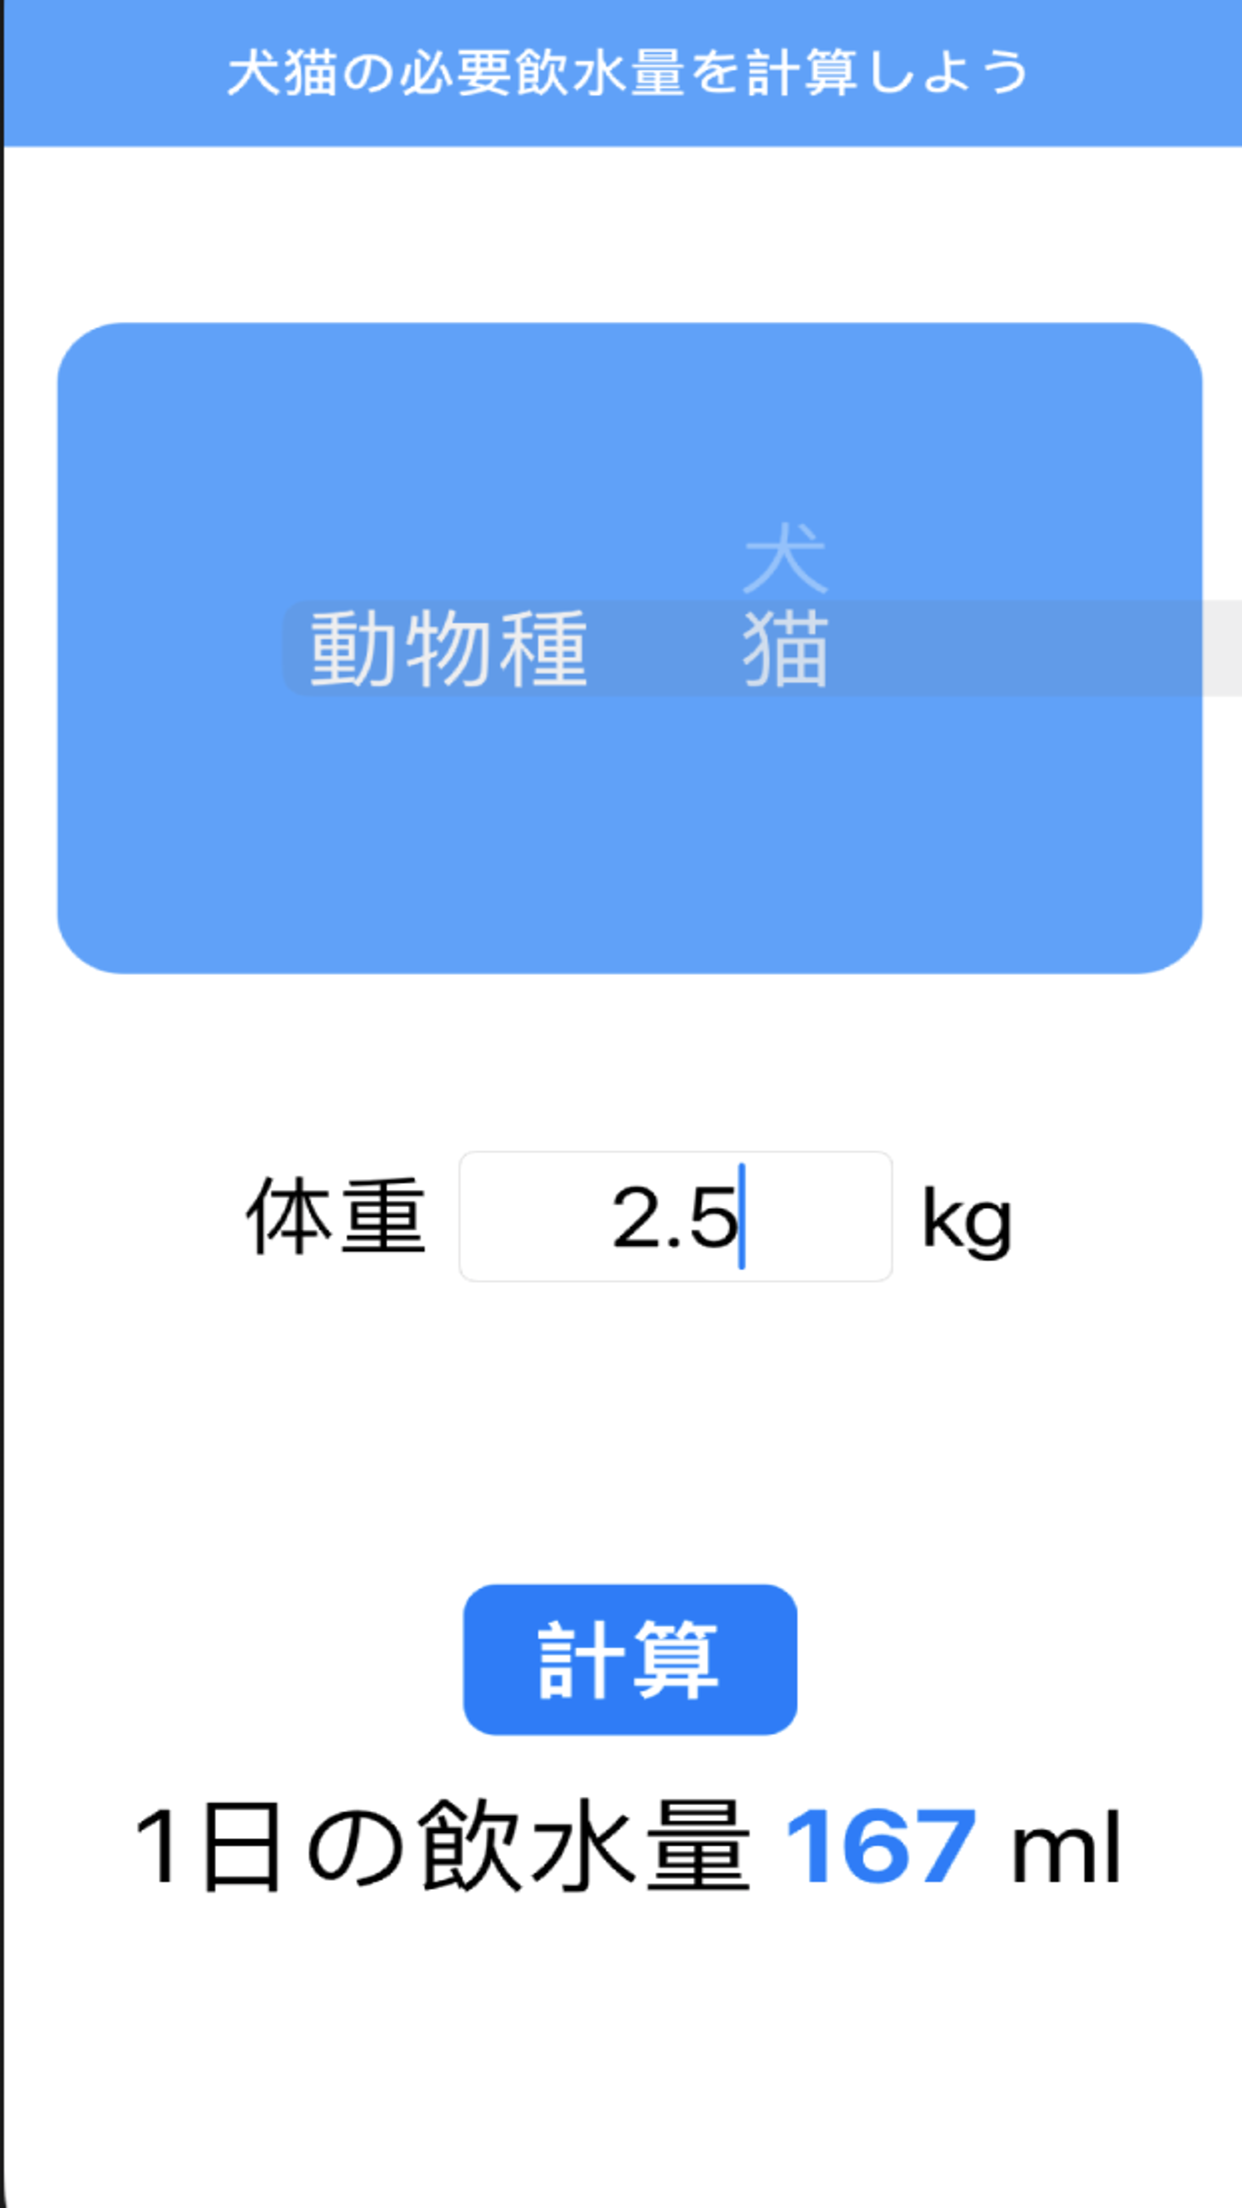 犬猫の必要飲水量を計算しよう
犬
動物種 猫
体重 2.5 kg
計算
1日の飲水量 167 ml